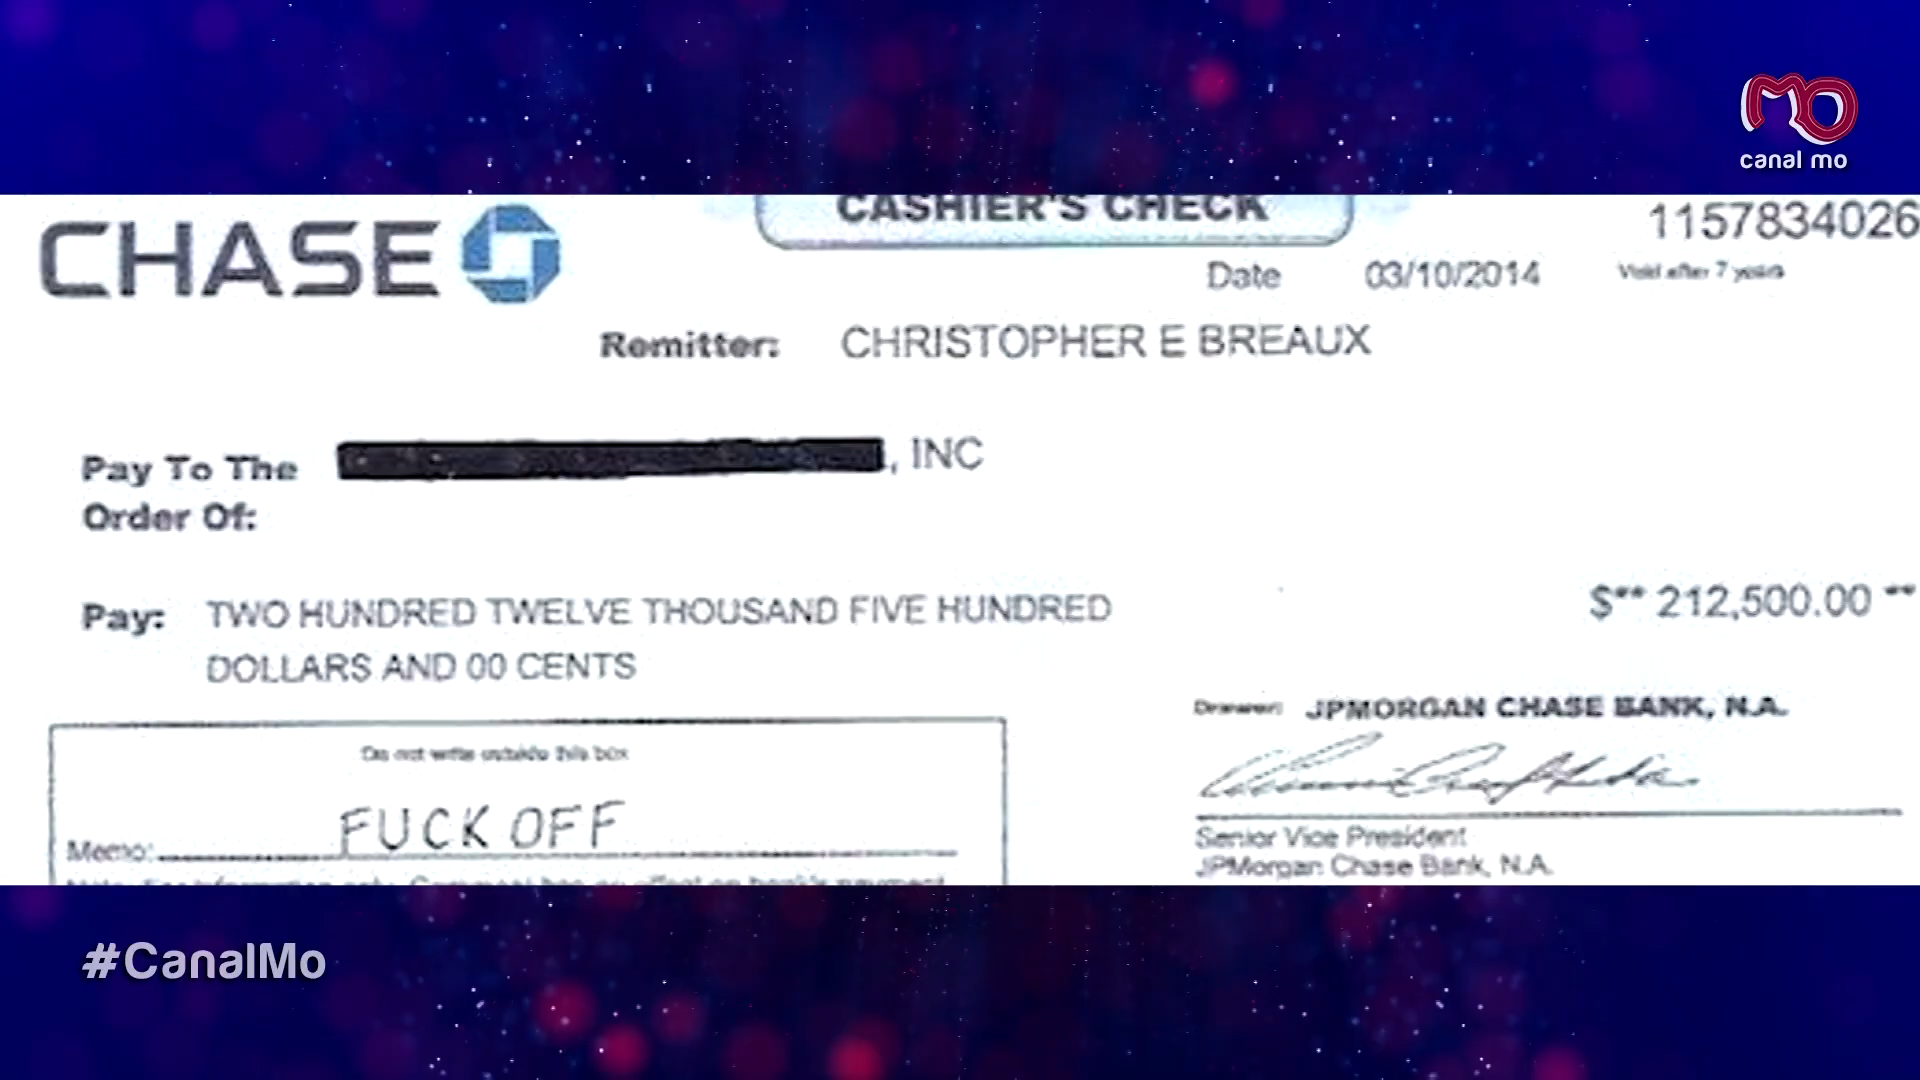 MO
canal mo
CASHIER'S CHECK
1157834026
CHASE
Date 03/10/2014 Void after 7 years
Remitter: CHRISTOPHER E BREAUX
Pay To The , INC
Order Of:
Pay: TWO HUNDRED TWELVE THOUSAND FIVE HUNDRED $** 212,500.00 **
DOLLARS AND 00 CENTS
Drawer: JPMORGAN CHASE BANK, N.A.
Do not write outside this box
Memo: FUCK OFF
Senior Vice President
JPMorgan Chase Bank, N.A.
#CanalMo